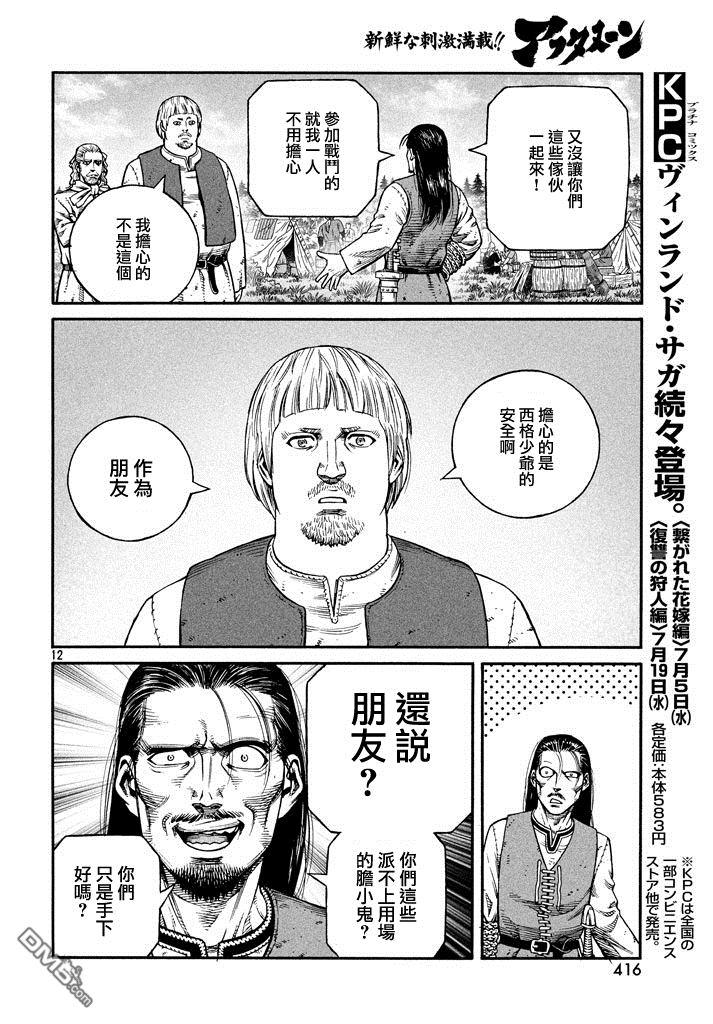 新鮮な刺激満載!!
アフタヌーン
又沒讓你們
這些傢伙
一起來！
參加戰鬥的
就我一人
不用擔心
我擔心的
不是這個
擔心的是
西格少爺的
安全啊
作為
朋友
12
還說
朋友？
你們這些
派不上用場
的膽小鬼？
你們
只是手下
好嗎？
416
KPCヴィンランド・サガ続々登場。
プラチナ コミックス
〈繋がれた花嫁編〉7月5日(水)
〈復讐の狩人編〉7月19日(水)
各定価:本体583円
※KPCは全国の
一部コンビニエンス
ストア他で発売。